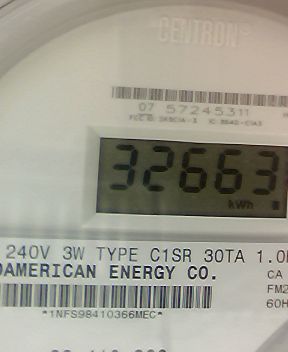 CENTRON®
07 57245311
32663
kWh
240V 3W TYPE C1SR 30TA 1.0
DAMERICAN ENERGY CO.
CA
FM2
60H
*1NFS98410366MEC*